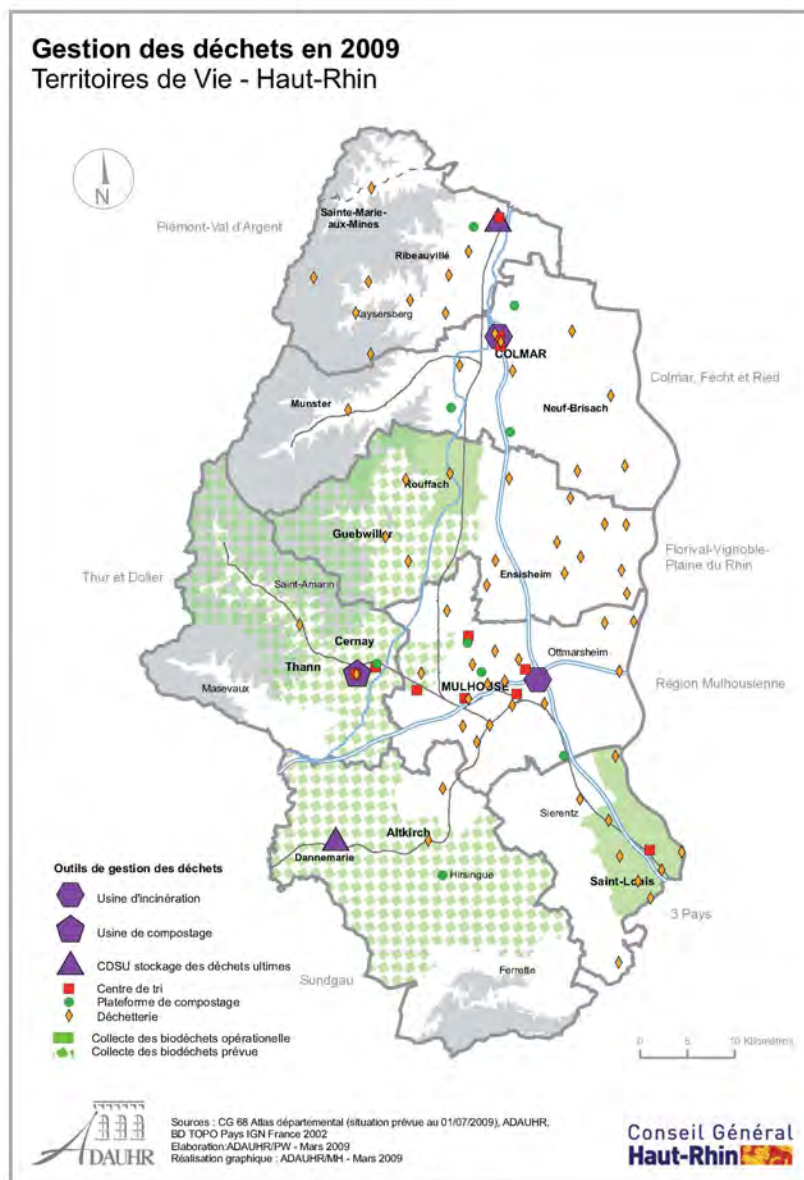 Gestion des déchets en 2009
Territoires de Vie - Haut-Rhin
N
Piémont-Val d'Argent
Sainte-Marie-
aux-Mines
Ribeauvillé
Kaysersberg
COLMAR
Colmar, Fecht et Ried
Munster
Neuf-Brisach
Rouffach
Guebwiller
Florival-Vignoble-
Plaine du Rhin
Thur et Doller
Ensisheim
Saint-Amarin
Cernay
Ottmarsheim
Thann
Région Mulhousienne
Masevaux
MULHOUSE
Sierentz
Altkirch
Dannemarie
Hirsingue
Saint-Louis
3 Pays
Sundgau
Ferrette
Outils de gestion des déchets
Usine d'incinération
Usine de compostage
CDSU stockage des déchets ultimes
Centre de tri
Plateforme de compostage
Déchetterie
Collecte des biodéchets opérationelle
Collecte des biodéchets prévue
0 5 10 Kilomètres
ADAUHR
Sources : CG 68 Atlas départemental (situation prévue au 01/07/2009), ADAUHR,
BD TOPO Pays IGN France 2002
Elaboration:ADAUHR/PW - Mars 2009
Réalisation graphique : ADAUHR/MH - Mars 2009
Conseil Général
Haut-Rhin